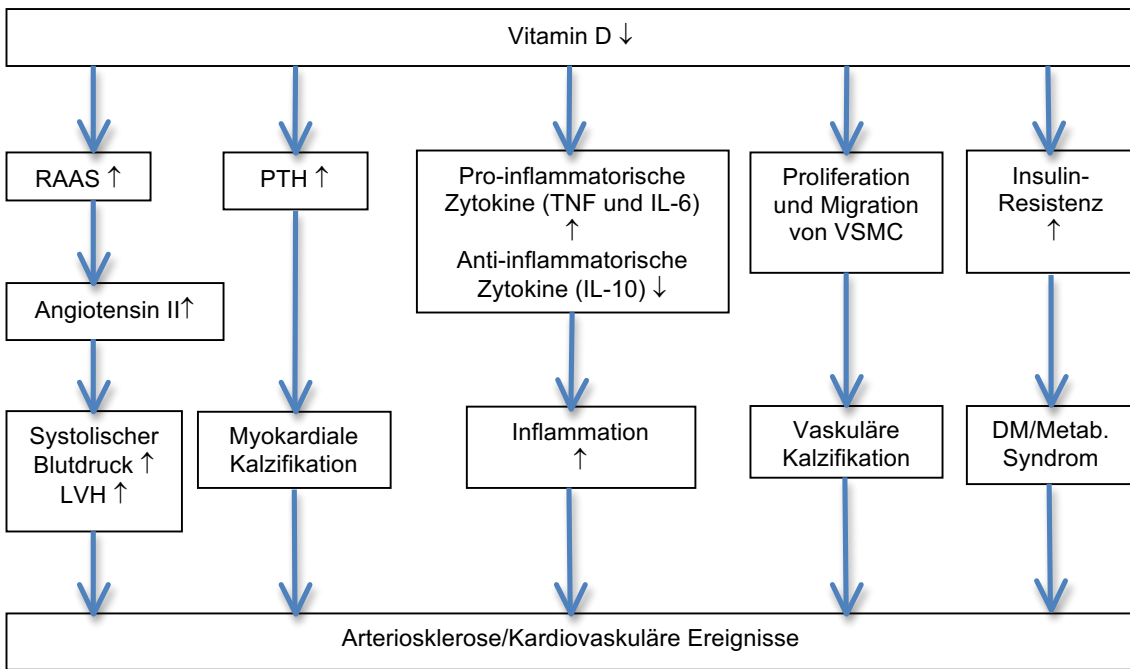 Vitamin D ↓
RAAS ↑
PTH ↑
Pro-inflammatorische
Zytokine (TNF und IL-6)
↑
Anti-inflammatorische
Zytokine (IL-10) ↓
Proliferation
und Migration
von VSMC
Insulin-
Resistenz
↑
Angiotensin II↑
Systolischer
Blutdruck ↑
LVH ↑
Myokardiale
Kalzifikation
Inflammation
↑
Vaskuläre
Kalzifikation
DM/Metab.
Syndrom
Arteriosklerose/Kardiovaskuläre Ereignisse